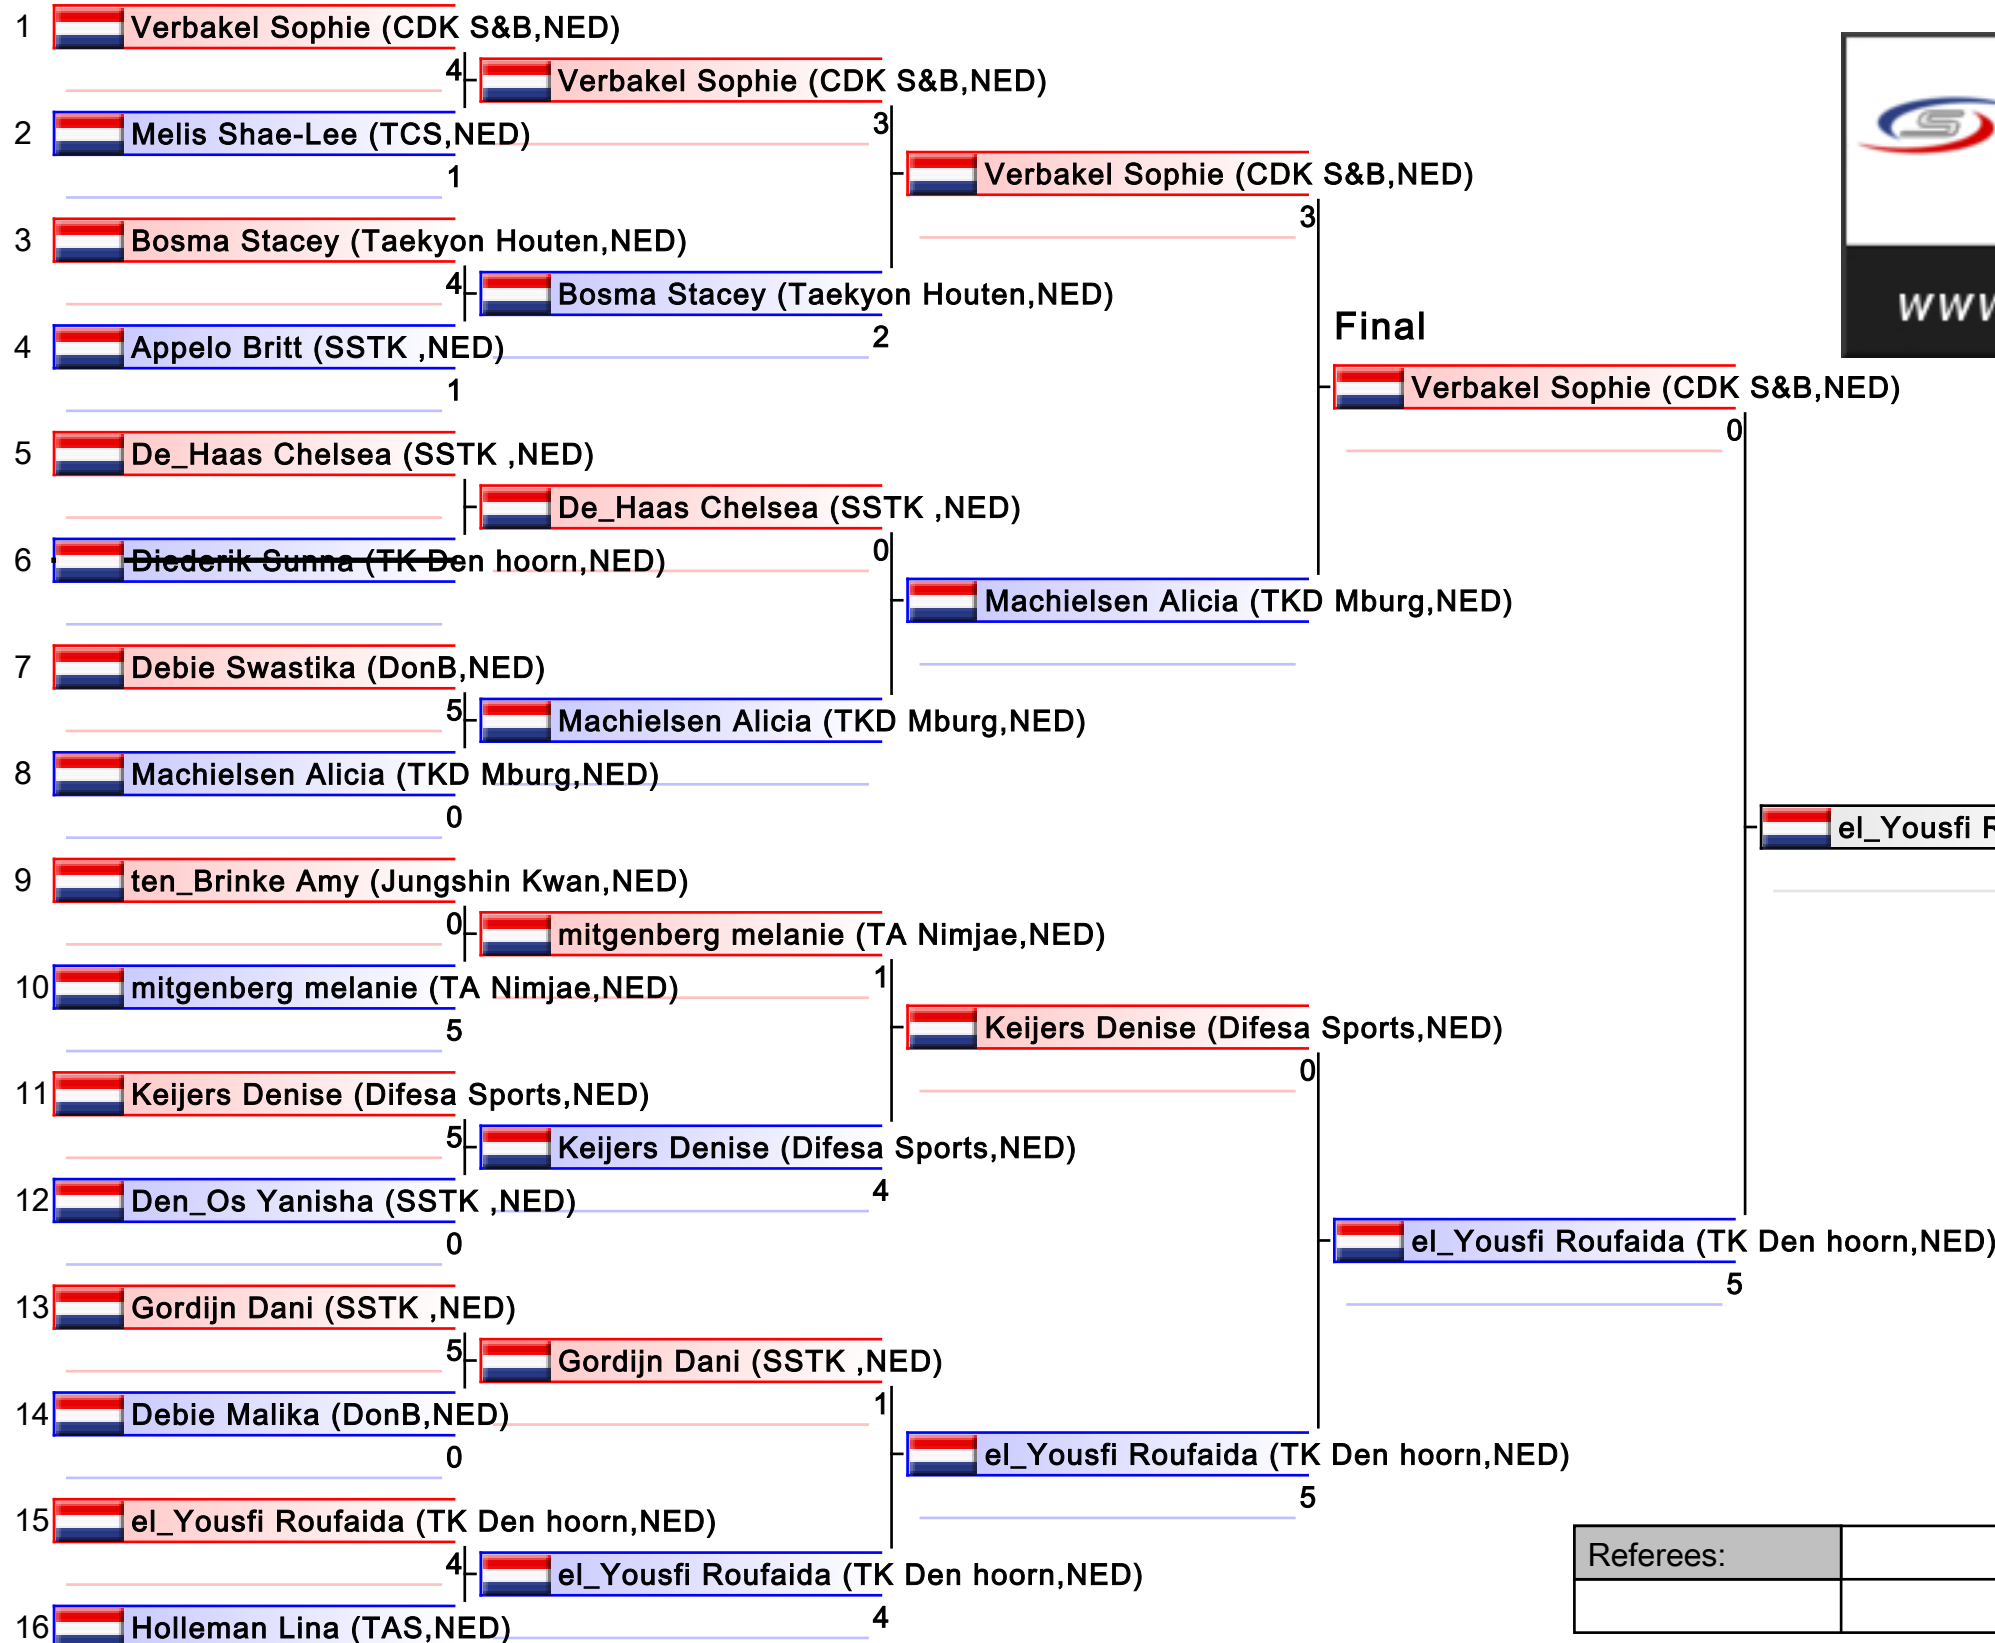 1 Verbakel Sophie (CDK S&B,NED)
4 Verbakel Sophie (CDK S&B,NED)
2 Melis Shae-Lee (TCS,NED) 3
1 Verbakel Sophie (CDK S&B,NED)
3
3 Bosma Stacey (Taekyon Houten,NED)
4 Bosma Stacey (Taekyon Houten,NED)
Final
4 Appelo Britt (SSTK ,NED) 2
1 Verbakel Sophie (CDK S&B,NED)
0
5 De_Haas Chelsea (SSTK ,NED)
De_Haas Chelsea (SSTK ,NED)
6 Diederik Sunna (TK Den hoorn,NED) 0
Machielsen Alicia (TKD Mburg,NED)
7 Debie Swastika (DonB,NED)
5 Machielsen Alicia (TKD Mburg,NED)
8 Machielsen Alicia (TKD Mburg,NED)
0 el_Yousfi
9 ten_Brinke Amy (Jungshin Kwan,NED)
0 mitgenberg melanie (TA Nimjae,NED)
10 mitgenberg melanie (TA Nimjae,NED) 1
5 Keijers Denise (Difesa Sports,NED)
0
11 Keijers Denise (Difesa Sports,NED)
5 Keijers Denise (Difesa Sports,NED)
12 Den_Os Yanisha (SSTK ,NED) 4
0 el_Yousfi Roufaida (TK Den hoorn,NED)
5
13 Gordijn Dani (SSTK ,NED)
5 Gordijn Dani (SSTK ,NED)
14 Debie Malika (DonB,NED) 1
0 el_Yousfi Roufaida (TK Den hoorn,NED)
5
15 el_Yousfi Roufaida (TK Den hoorn,NED)
4 el_Yousfi Roufaida (TK Den hoorn,NED)
Referees:
16 Holleman Lina (TAS,NED) 4